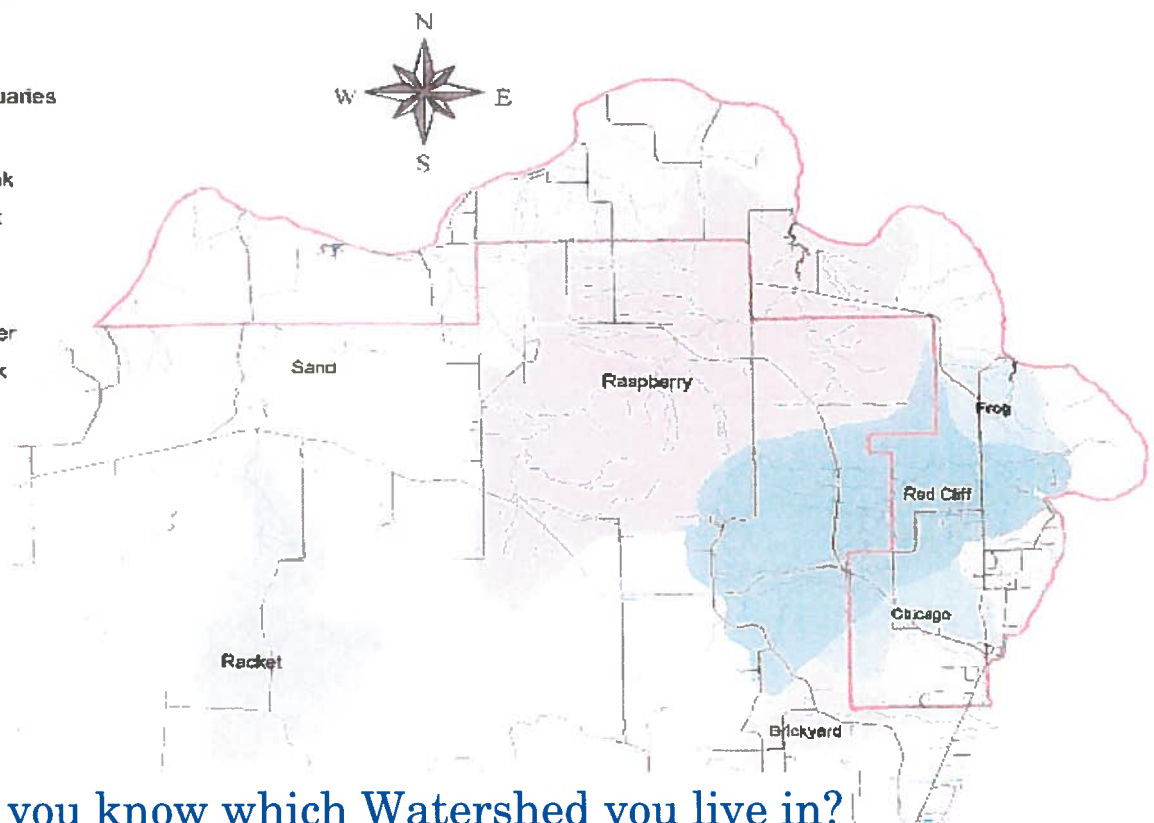 N
W E
S
Sand
Raspberry
Frog
Red Cliff
Chicago
Racket
Brickyard
you know which Watershed you live in?